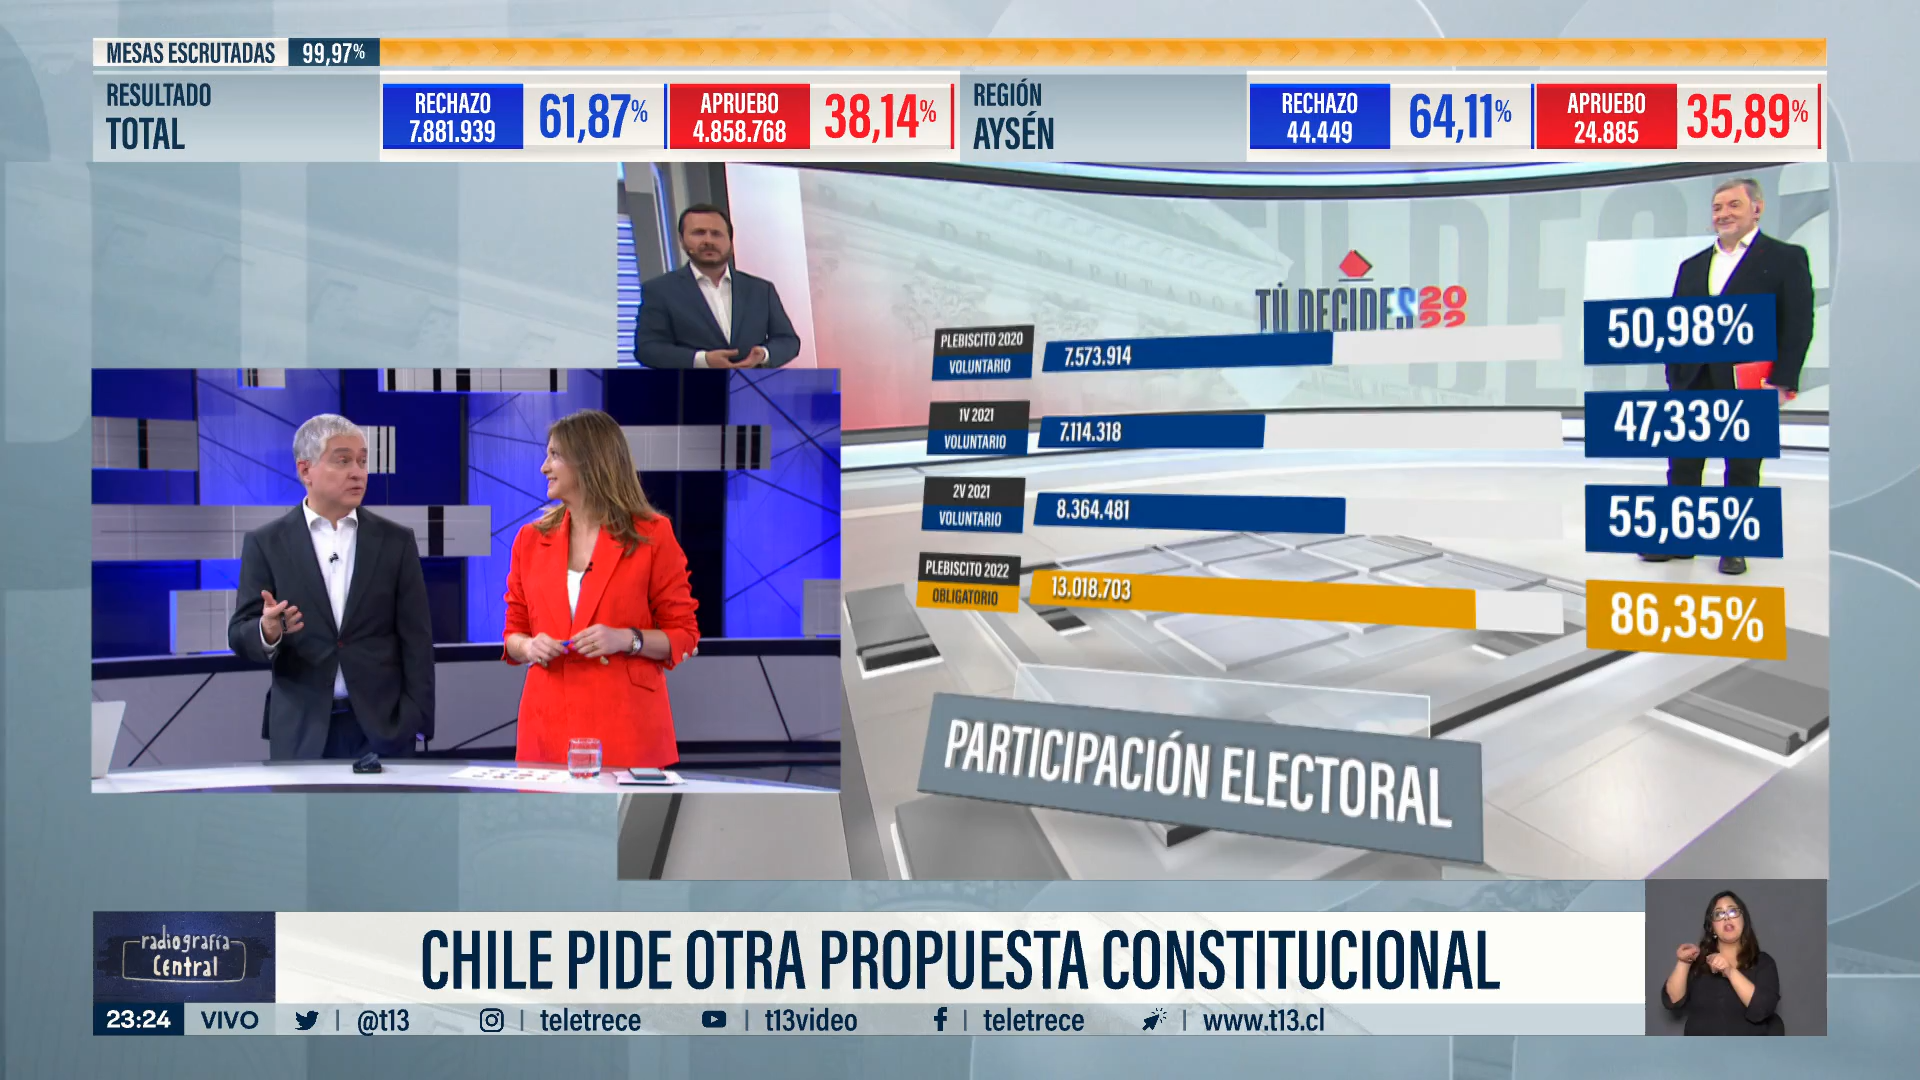 MESAS ESCRUTADAS 99,97%
RESULTADO
TOTAL
RECHAZO
7.881.939
61,87%
APRUEBO
4.858.768
38,14%
REGIÓN
AYSÉN
RECHAZO
44.449
64,11%
APRUEBO
24.885
35,89%
TÚ DECIDES 2022
PLEBISCITO 2020
VOLUNTARIO
7.573.914
50,98%
1V 2021
VOLUNTARIO
7.114.318
47,33%
2V 2021
VOLUNTARIO
8.364.481
55,65%
PLEBISCITO 2022
OBLIGATORIO
13.018.703
86,35%
PARTICIPACIÓN ELECTORAL
radiografía
Central
CHILE PIDE OTRA PROPUESTA CONSTITUCIONAL
23:24 VIVO | @t13 | teletrece | t13video | teletrece | www.t13.cl